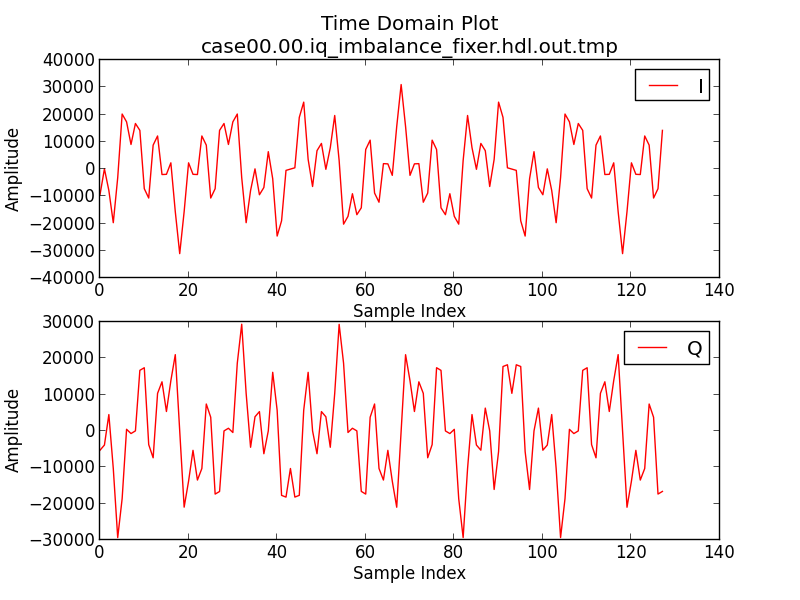 Time Domain Plot
case00.00.iq_imbalance_fixer.hdl.out.tmp
40000
30000
20000
10000
0
−10000
−20000
−30000
−40000
Amplitude
I
0 20 40 60 80 100 120 140
Sample Index
30000
20000
10000
0
−10000
−20000
−30000
Amplitude
Q
0 20 40 60 80 100 120 140
Sample Index